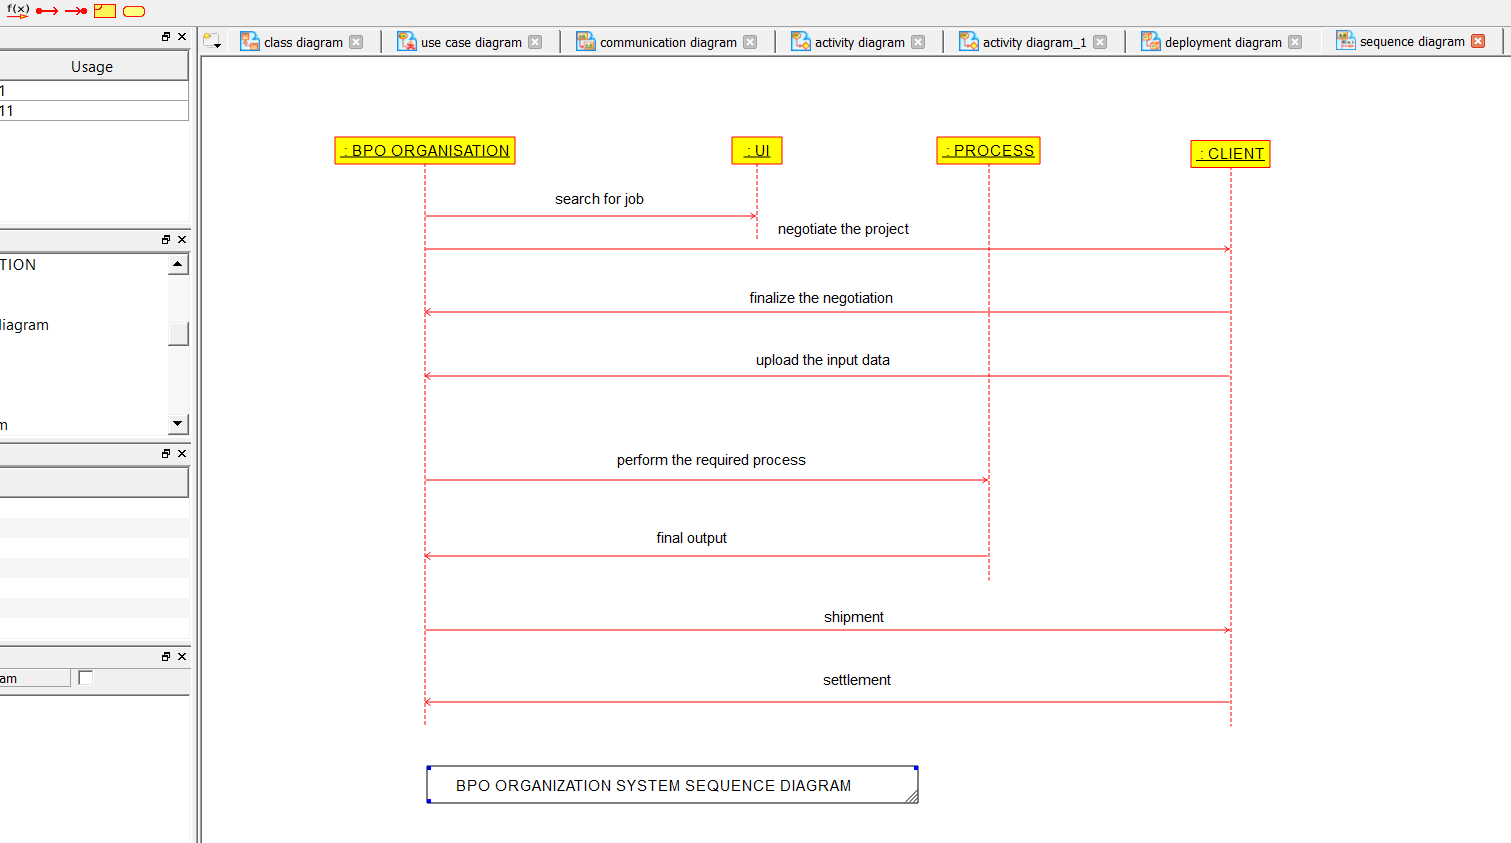 f(x)
class diagram
use case diagram
communication diagram
activity diagram
activity diagram_1
deployment diagram
sequence diagram
Usage
1
11
TION
diagram
m
am
: BPO ORGANISATION
: UI
: PROCESS
: CLIENT
search for job
negotiate the project
finalize the negotiation
upload the input data
perform the required process
final output
shipment
settlement
BPO ORGANIZATION SYSTEM SEQUENCE DIAGRAM